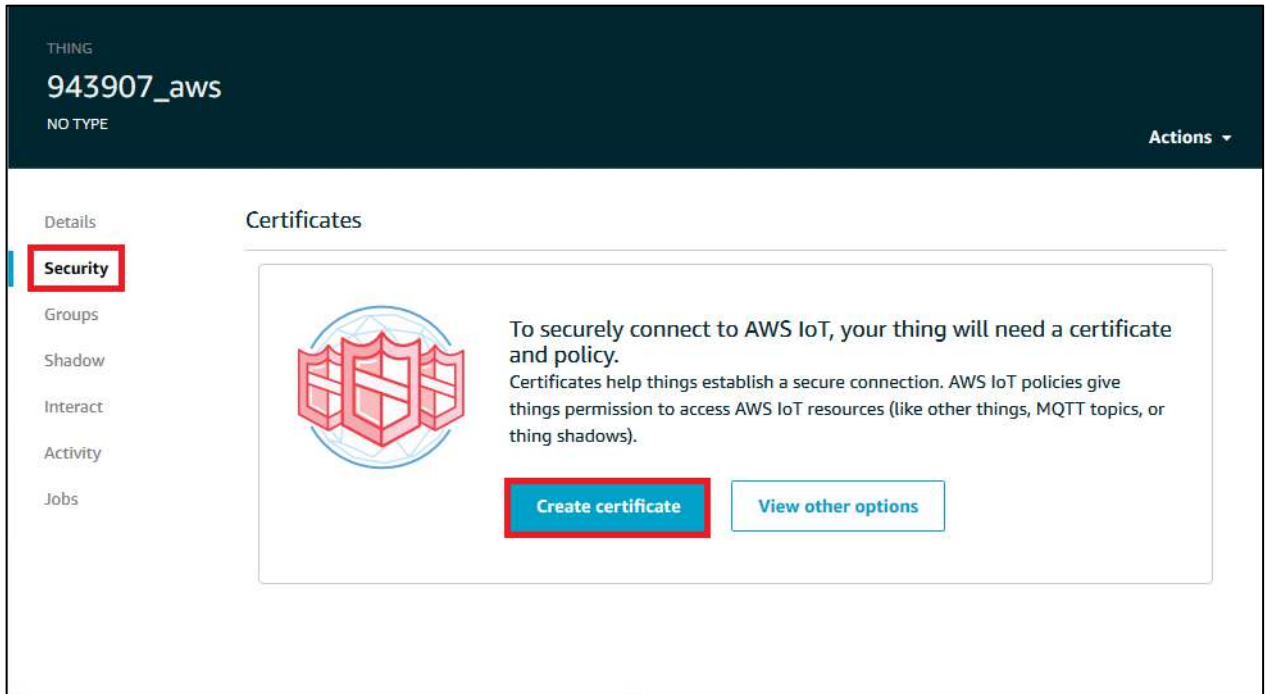 THING
943907_aws
NO TYPE
Actions
Details
Security
Groups
Shadow
Interact
Activity
Jobs
Certificates
To securely connect to AWS IoT, your thing will need a certificate
and policy.
Certificates help things establish a secure connection. AWS IoT policies give
things permission to access AWS IoT resources (like other things, MQTT topics, or
thing shadows).
Create certificate
View other options